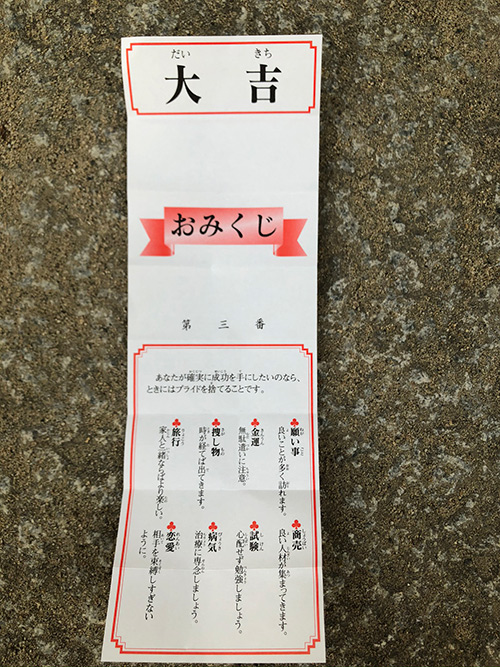 大吉
おみくじ
第三番
あなたが確実に成功を手にしたいのなら、
ときにはプライドを捨てることです。
♣願い事
良いことが多く訪れます。
♣金運
無駄遣いに注意。
♣捜し物
時が経てば出てきます。
♣旅行
家人と一緒ならばより楽しい。
♣商売
良い人材が集まってきます。
♣試験
心配せず勉強しましょう。
♣病気
治療に専念しましょう。
♣恋愛
相手を束縛しすぎない
ように。